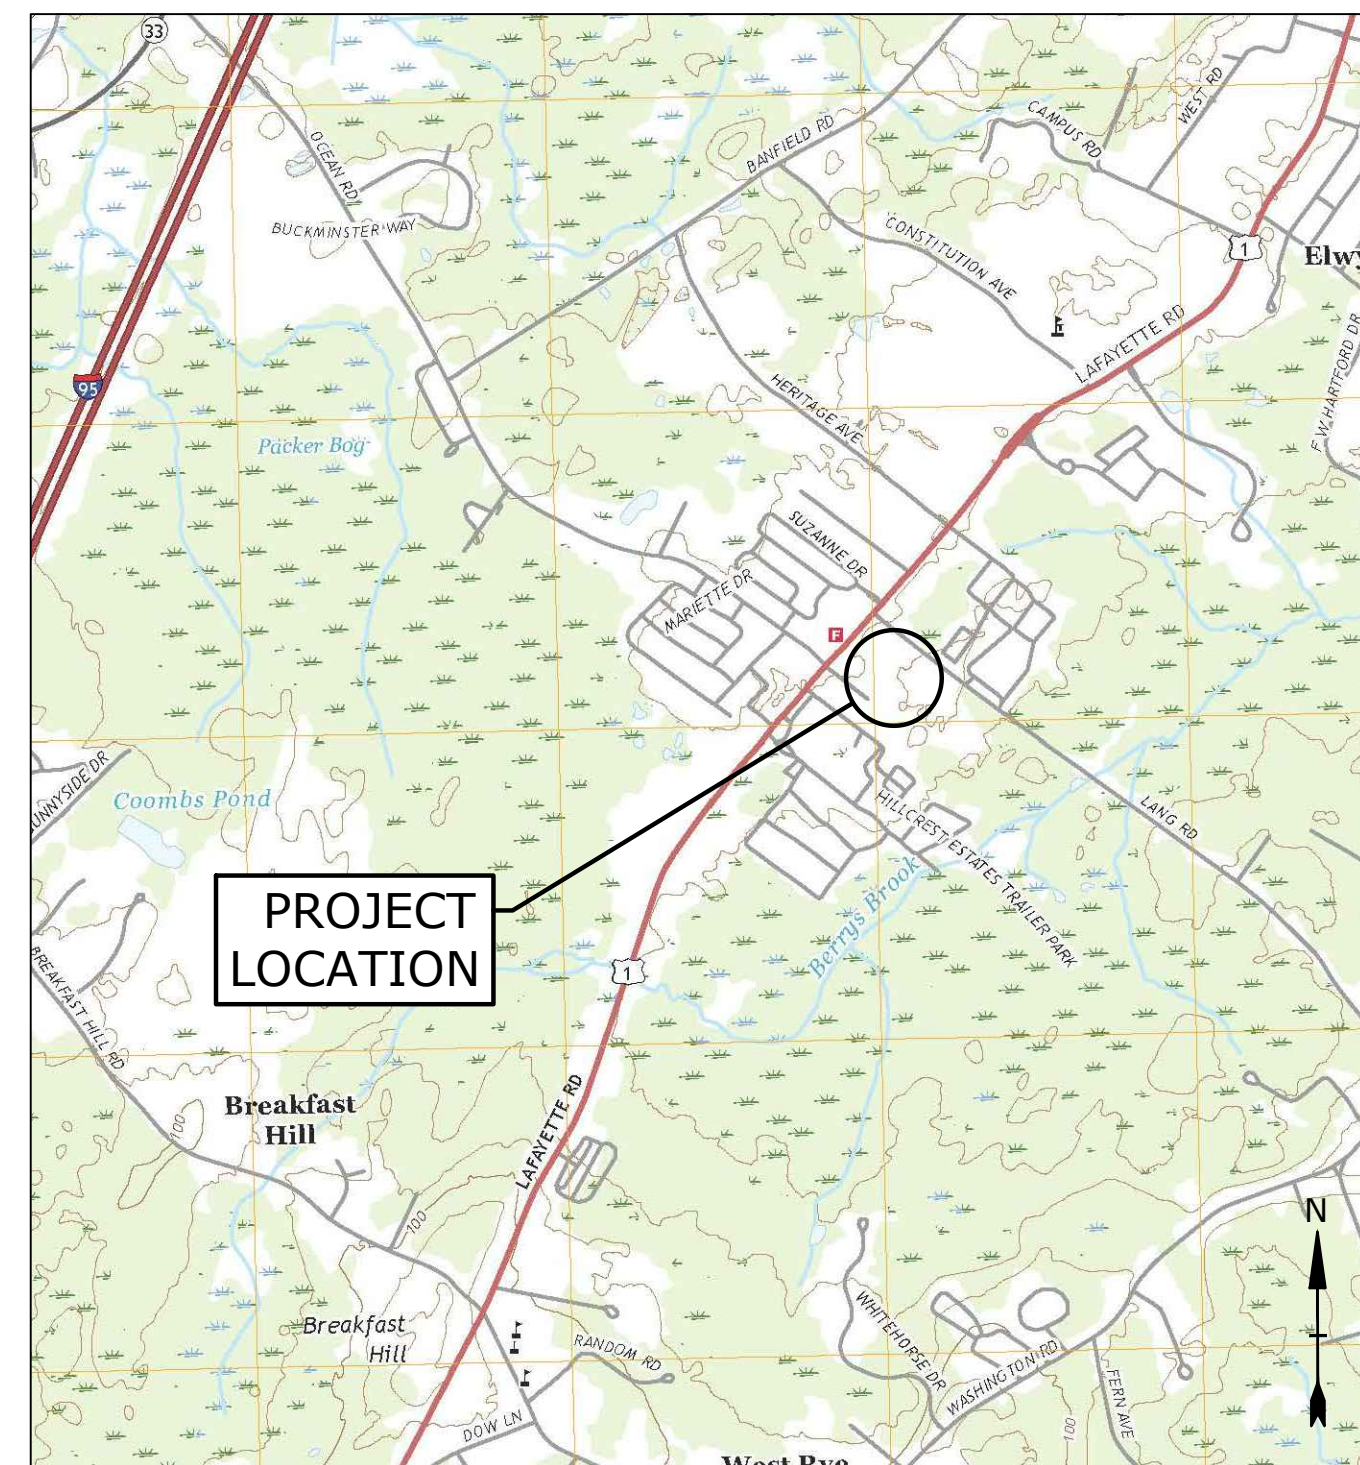 33
OCEAN RD
BUCKMINSTER WAY
BANFIELD RD
CAMPUS RD
WEST RD
CONSTITUTION AVE
1
LAFAYETTE RD
F W HARTFORD DR
95
Packer Bog
HERITAGE AVE
SUZANNE DR
MARIETTE DR
F
Coombs Pond
HILLCREST ESTATES TRAILER PARK
LANG RD
Berrys Brook
PROJECT
LOCATION
1
BREAKFAST HILL RD
100
Breakfast
Hill
LAFAYETTE RD
100
Breakfast
Hill
RANDOM RD
DOW LN
WHITEHORSE DR
WASHINGTON RD
FERN AVE
100
N